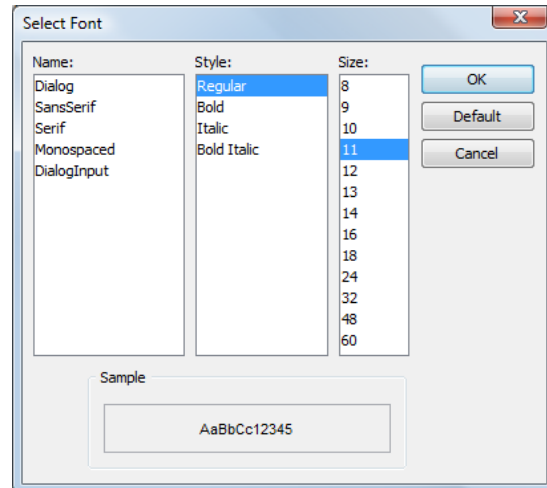 Select Font
Name:
Dialog
SansSerif
Serif
Monospaced
DialogInput
Style:
Regular
Bold
Italic
Bold Italic
Size:
8
9
10
11
12
13
14
16
18
24
32
48
60
OK
Default
Cancel
Sample
AaBbCc12345